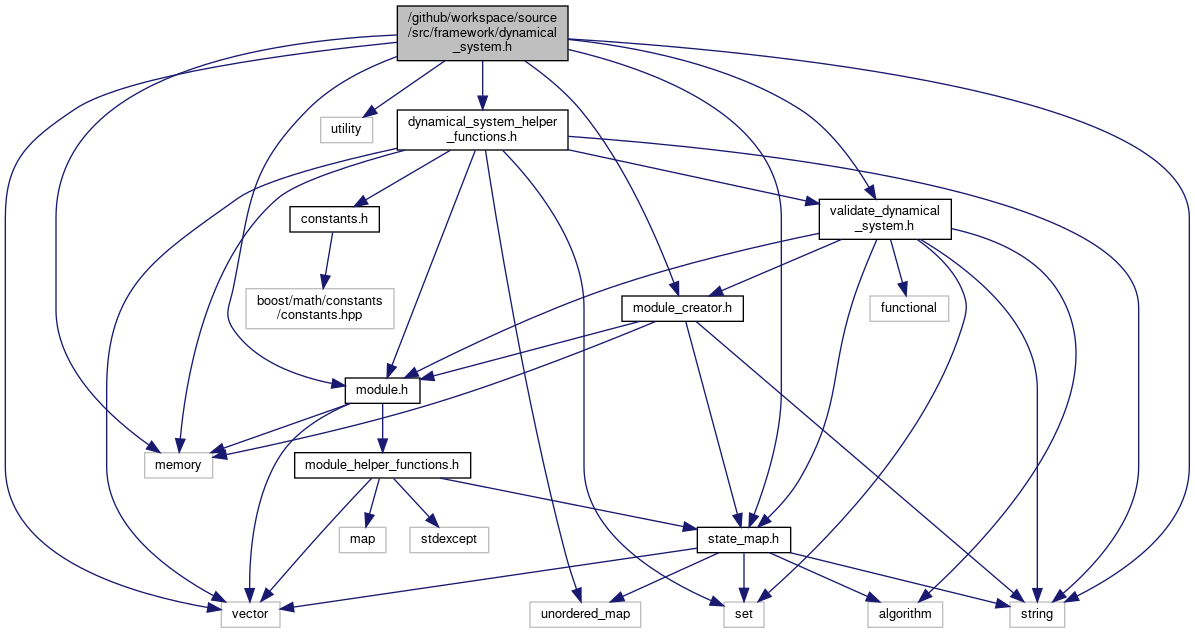 /github/workspace/source
/src/framework/dynamical
_system.h
utility
dynamical_system_helper
_functions.h
constants.h
validate_dynamical
_system.h
boost/math/constants
/constants.hpp
module_creator.h
functional
module.h
memory
module_helper_functions.h
map
stdexcept
state_map.h
vector
unordered_map
set
algorithm
string